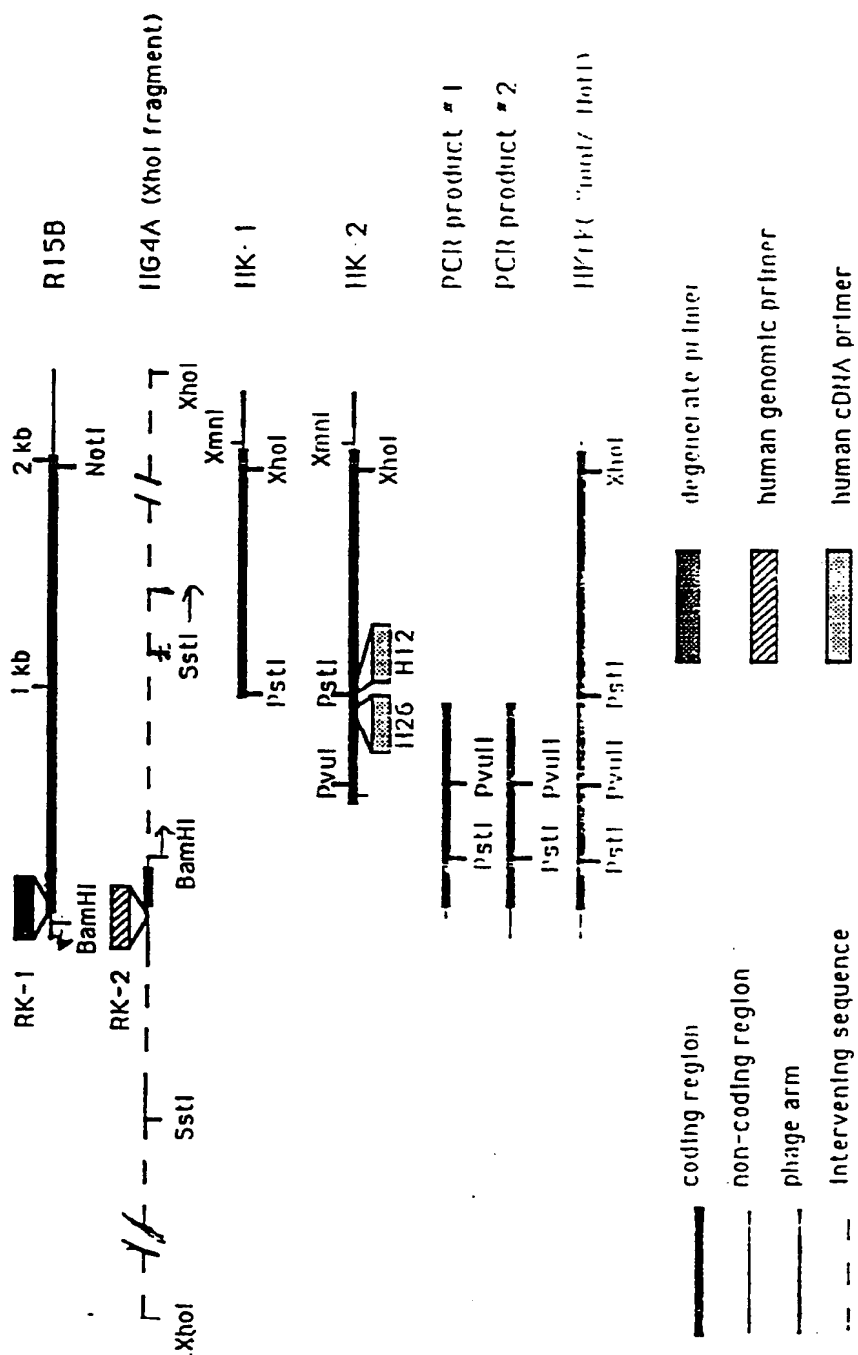 RK-1
BamHI
1 kb
2 kb
NotI
R15B
XhoI
SstI
RK-2
BamHI
SstI
XhoI
HG4A (XhoI fragment)
PstI
XmnI
XhoI
HK-1
PvuI
H26
PstI
H12
XmnI
XhoI
HK-2
PstI
PvuII
PCR product #1
PstI
PvuII
PCR product #2
PstI
PvuII
PstI
XhoI
coding region
non-coding region
phage arm
Intervening sequence
degenerate primer
human genomic primer
human cDNA primer